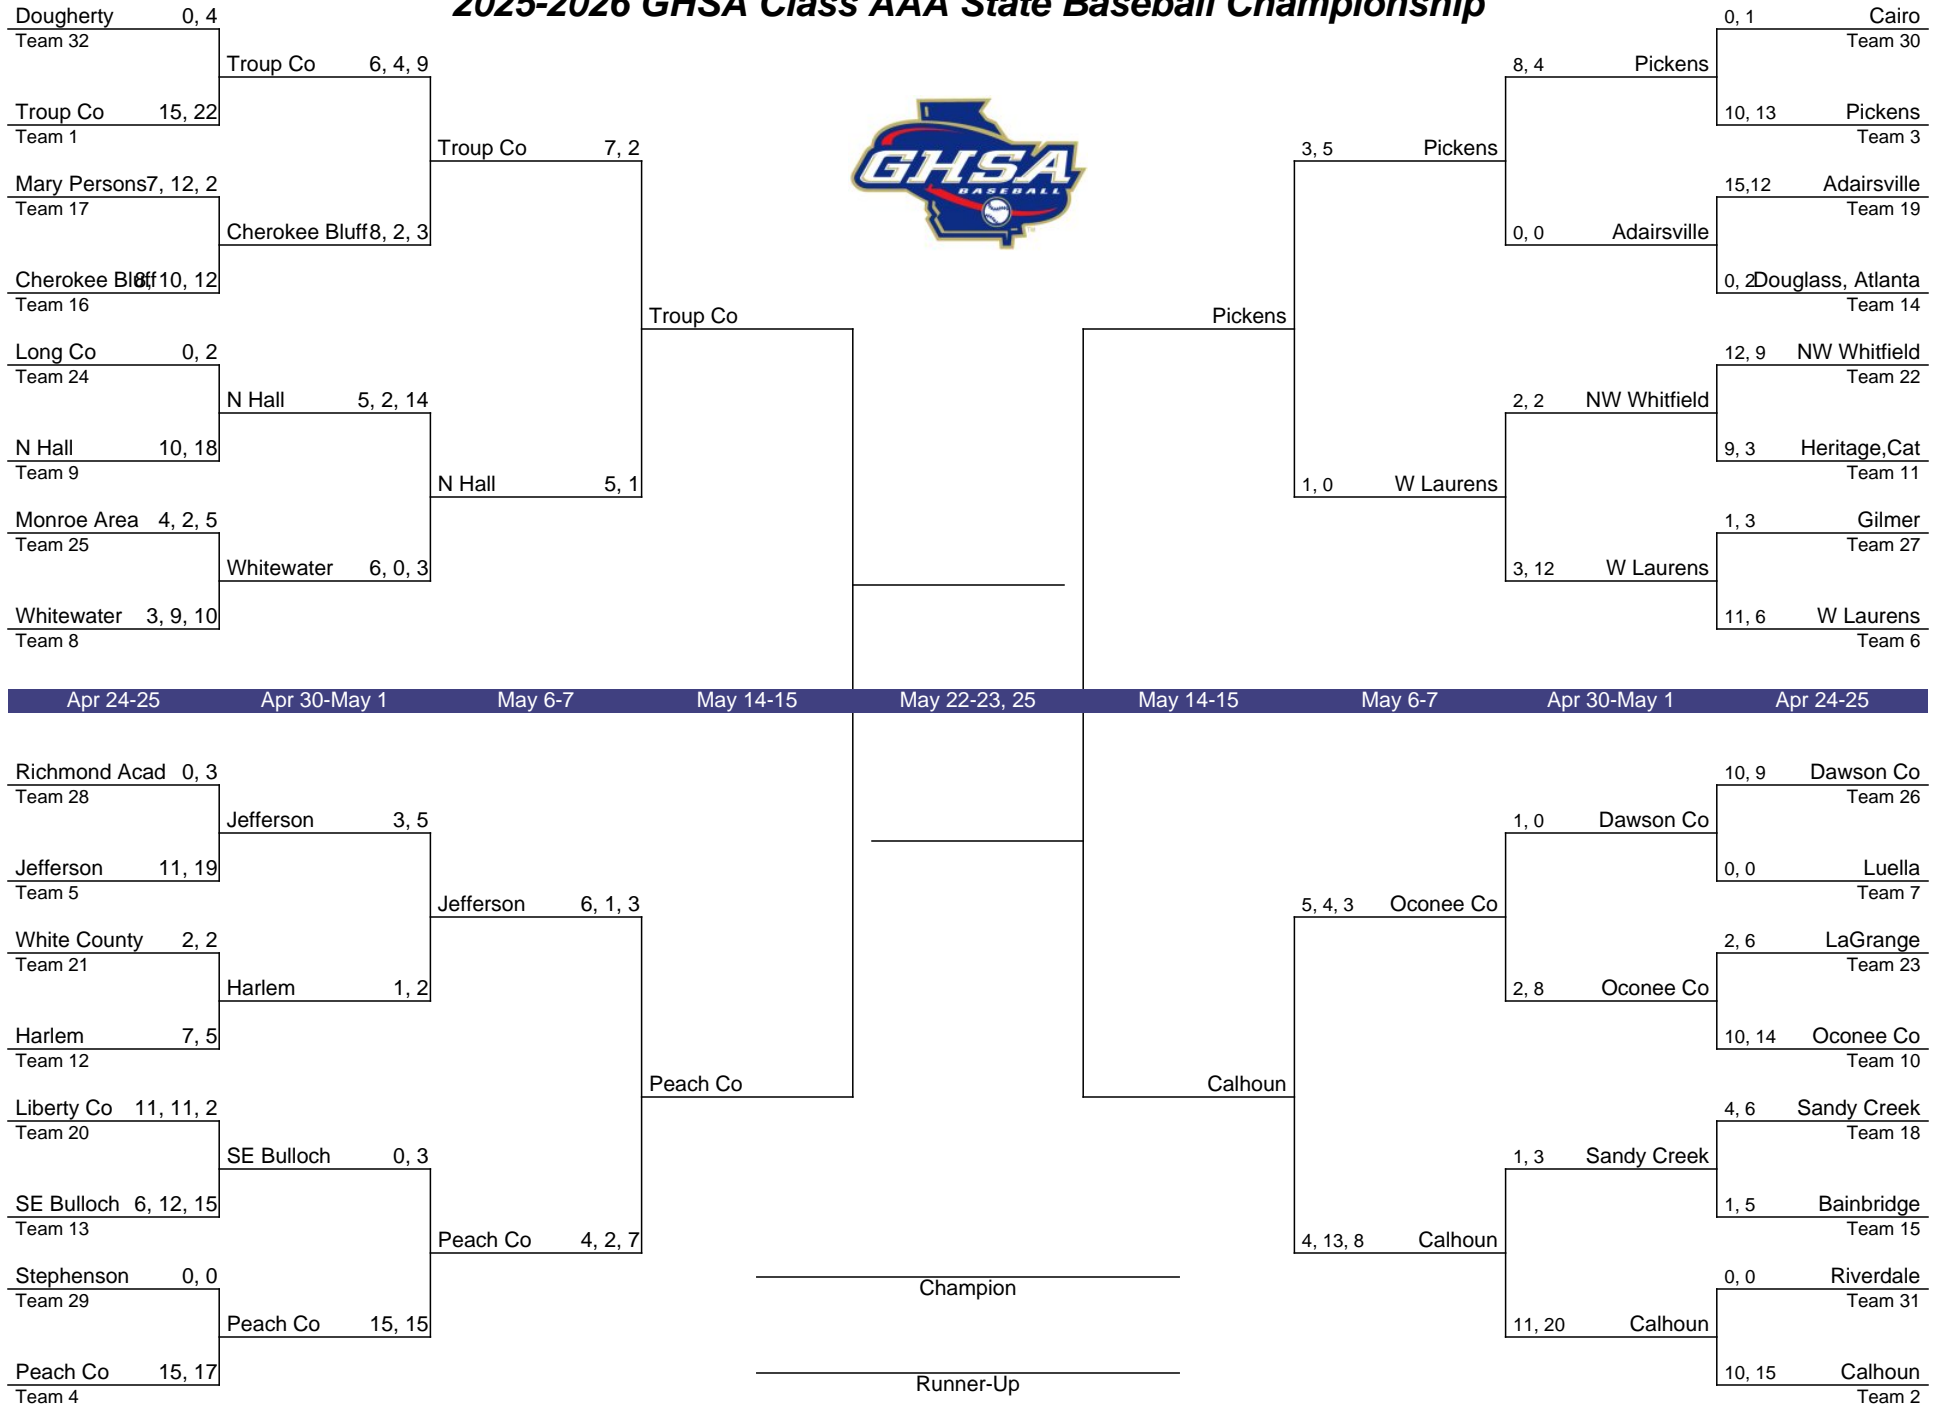 2025-2026 GHSA Class AAA State Baseball Championship
GHSA
BASEBALL
Dougherty 0, 4
Team 32
Troup Co 15, 22
Team 1
Mary Persons 7, 12, 2
Team 17
Cherokee Bluff 8, 10, 12
Team 16
Long Co 0, 2
Team 24
N Hall 10, 18
Team 9
Monroe Area 4, 2, 5
Team 25
Whitewater 3, 9, 10
Team 8
Troup Co 6, 4, 9
Cherokee Bluff 8, 2, 3
N Hall 5, 2, 14
Whitewater 6, 0, 3
Troup Co 7, 2
N Hall 5, 1
Troup Co
Pickens
3, 5 Pickens
1, 0 W Laurens
8, 4 Pickens
0, 0 Adairsville
2, 2 NW Whitfield
3, 12 W Laurens
0, 1 Cairo
Team 30
10, 13 Pickens
Team 3
15,12 Adairsville
Team 19
0, 2 Douglass, Atlanta
Team 14
12, 9 NW Whitfield
Team 22
9, 3 Heritage,Cat
Team 11
1, 3 Gilmer
Team 27
11, 6 W Laurens
Team 6
Apr 24-25 Apr 30-May 1 May 6-7 May 14-15 May 22-23, 25 May 14-15 May 6-7 Apr 30-May 1 Apr 24-25
Richmond Acad 0, 3
Team 28
Jefferson 11, 19
Team 5
White County 2, 2
Team 21
Harlem 7, 5
Team 12
Liberty Co 11, 11, 2
Team 20
SE Bulloch 6, 12, 15
Team 13
Stephenson 0, 0
Team 29
Peach Co 15, 17
Team 4
Jefferson 3, 5
Harlem 1, 2
SE Bulloch 0, 3
Peach Co 15, 15
Jefferson 6, 1, 3
Peach Co 4, 2, 7
Peach Co
Calhoun
5, 4, 3 Oconee Co
4, 13, 8 Calhoun
1, 0 Dawson Co
2, 8 Oconee Co
1, 3 Sandy Creek
11, 20 Calhoun
10, 9 Dawson Co
Team 26
0, 0 Luella
Team 7
2, 6 LaGrange
Team 23
10, 14 Oconee Co
Team 10
4, 6 Sandy Creek
Team 18
1, 5 Bainbridge
Team 15
0, 0 Riverdale
Team 31
10, 15 Calhoun
Team 2
Champion
Runner-Up